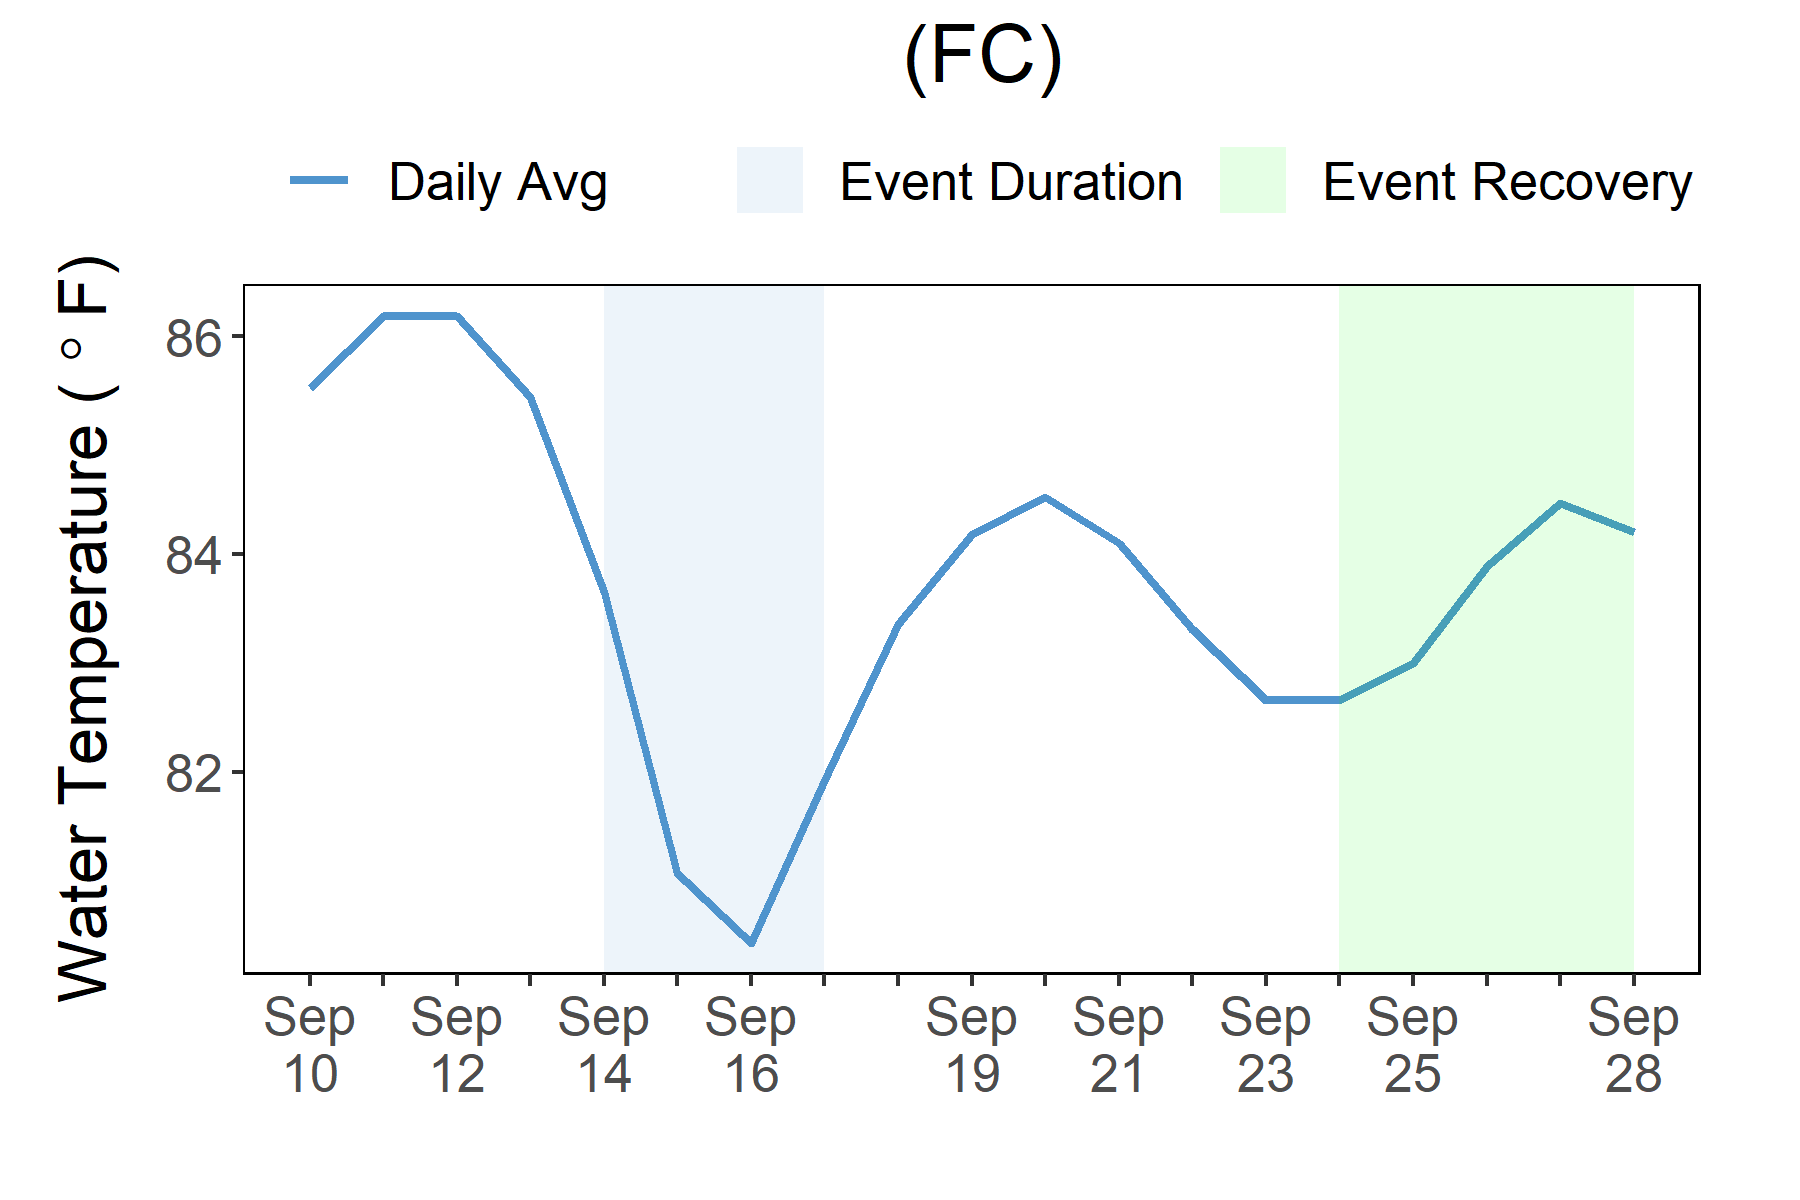 (FC)
Daily Avg
Event Duration
Event Recovery
Water Temperature ( ° F)
86
84
82
Sep 10
Sep 12
Sep 14
Sep 16
Sep 19
Sep 21
Sep 23
Sep 25
Sep 28